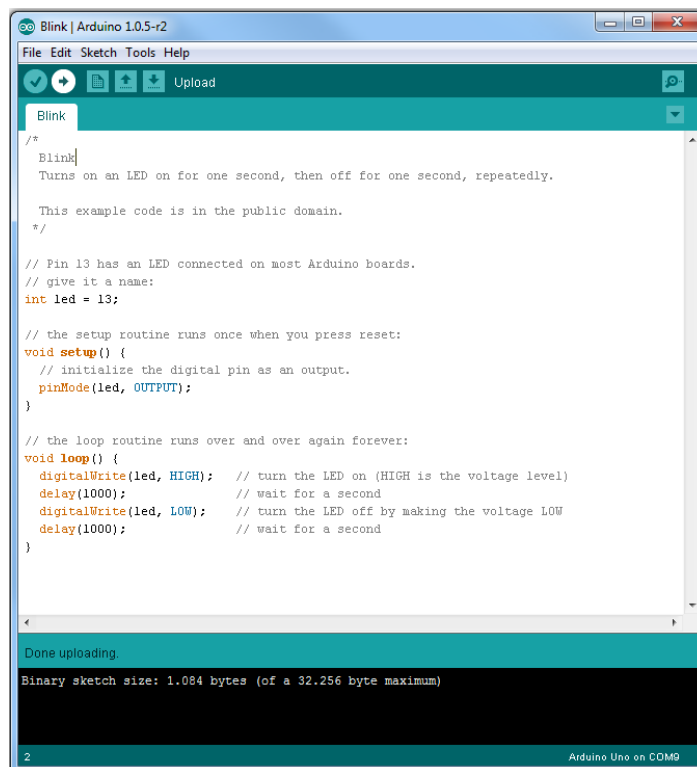 Blink | Arduino 1.0.5-r2
File Edit Sketch Tools Help
Upload
Blink
/*
  Blink
  Turns on an LED on for one second, then off for one second, repeatedly.

  This example code is in the public domain.
 */

// Pin 13 has an LED connected on most Arduino boards.
// give it a name:
int led = 13;

// the setup routine runs once when you press reset:
void setup() {
  // initialize the digital pin as an output.
  pinMode(led, OUTPUT);
}

// the loop routine runs over and over again forever:
void loop() {
  digitalWrite(led, HIGH);   // turn the LED on (HIGH is the voltage level)
  delay(1000);               // wait for a second
  digitalWrite(led, LOW);    // turn the LED off by making the voltage LOW
  delay(1000);               // wait for a second
}
Done uploading.
Binary sketch size: 1.084 bytes (of a 32.256 byte maximum)
2 Arduino Uno on COM9